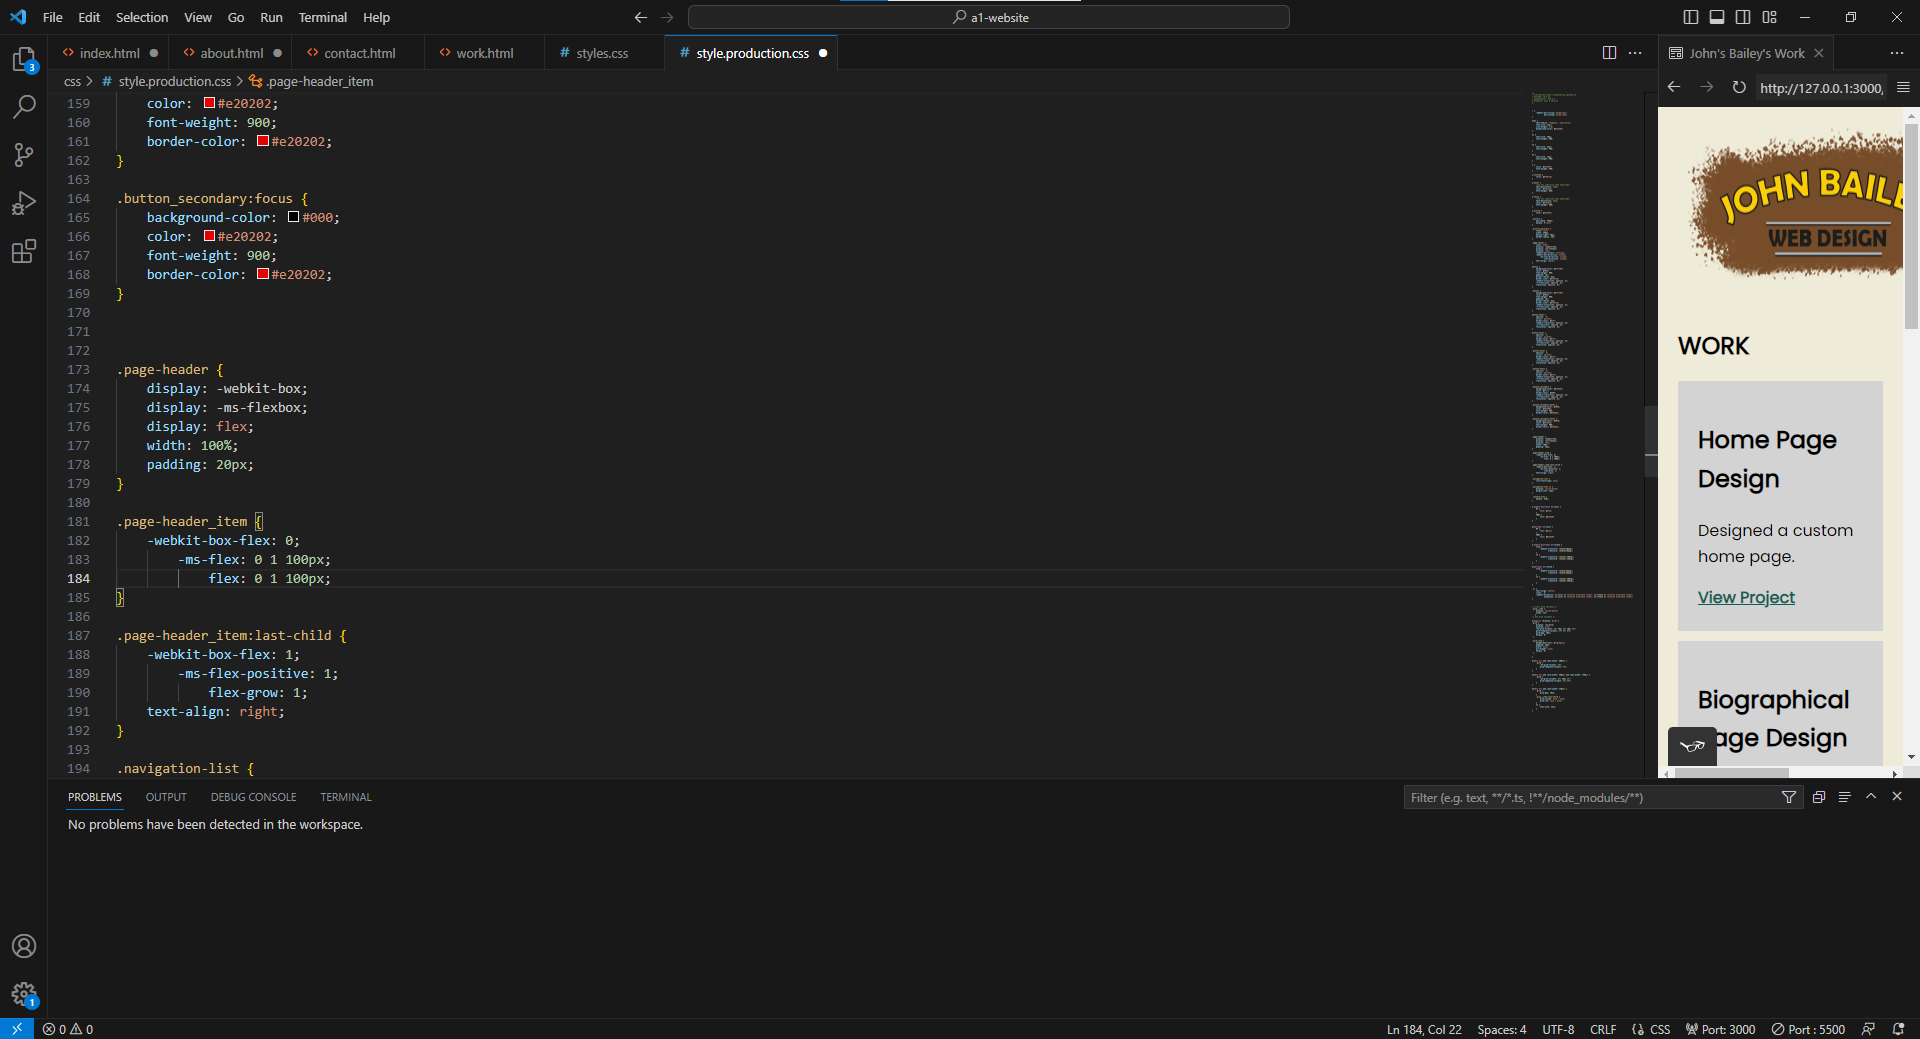 File Edit Selection View Go Run Terminal Help
a1-website
index.html about.html contact.html work.html # styles.css # style.production.css
John's Bailey's Work
css > # style.production.css > .page-header_item
http://127.0.0.1:3000,
159 color: #e20202;
160 font-weight: 900;
161 border-color: #e20202;
162 }
163
164 .button_secondary:focus {
165 background-color: #000;
166 color: #e20202;
167 font-weight: 900;
168 border-color: #e20202;
169 }
170
171
172
173 .page-header {
174 display: -webkit-box;
175 display: -ms-flexbox;
176 display: flex;
177 width: 100%;
178 padding: 20px;
179 }
180
181 .page-header_item {
182 -webkit-box-flex: 0;
183 -ms-flex: 0 1 100px;
184 flex: 0 1 100px;
185 }
186
187 .page-header_item:last-child {
188 -webkit-box-flex: 1;
189 -ms-flex-positive: 1;
190 flex-grow: 1;
191 text-align: right;
192 }
193
194 .navigation-list {
JOHN BAILE
WEB DESIGN
WORK
Home Page
Design
Designed a custom
home page.
View Project
Biographical
age Design
3
1
PROBLEMS OUTPUT DEBUG CONSOLE TERMINAL
Filter (e.g. text, **/*.ts, !**/node_modules/**)
No problems have been detected in the workspace.
0 0
Ln 184, Col 22 Spaces: 4 UTF-8 CRLF {} CSS Port: 3000 Port : 5500